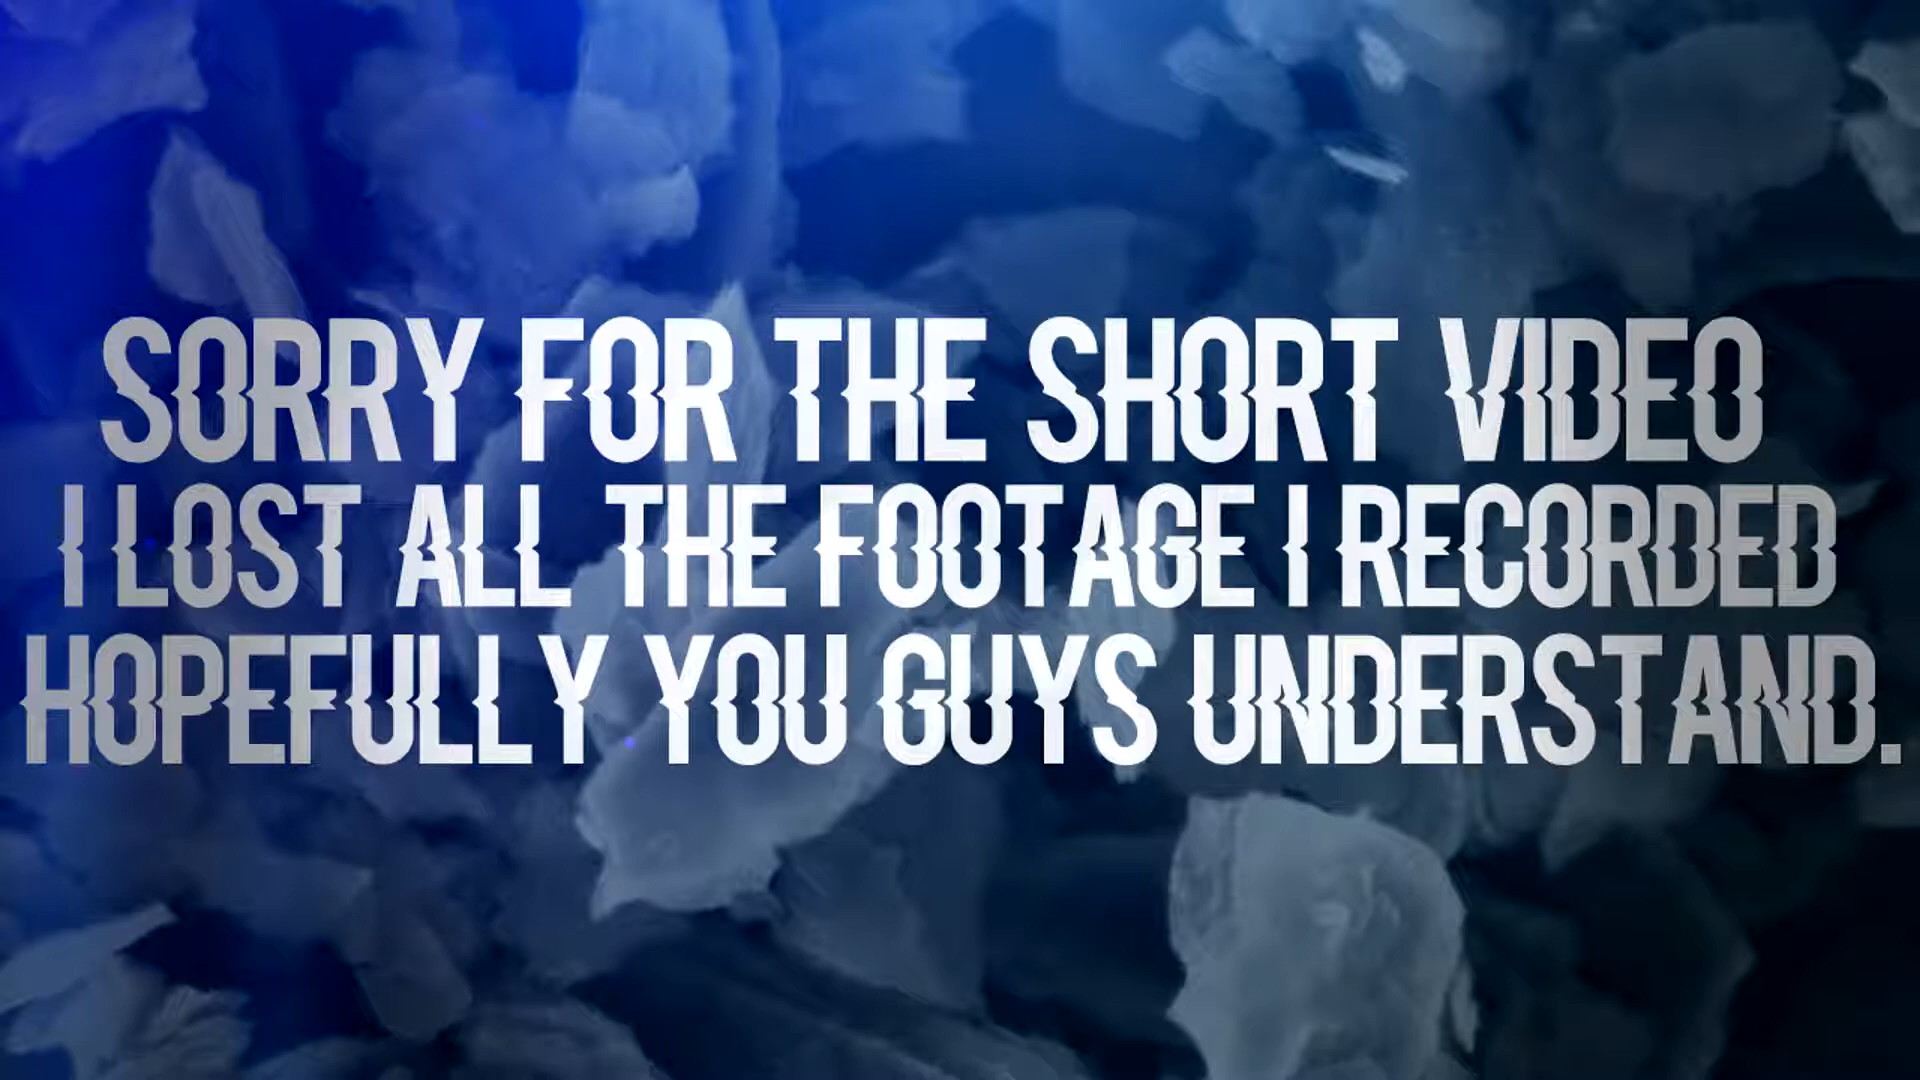 SORRY FOR THE SHORT VIDEO
I LOST ALL THE FOOTAGE I RECORDED
HOPEFULLY YOU GUYS UNDERSTAND.